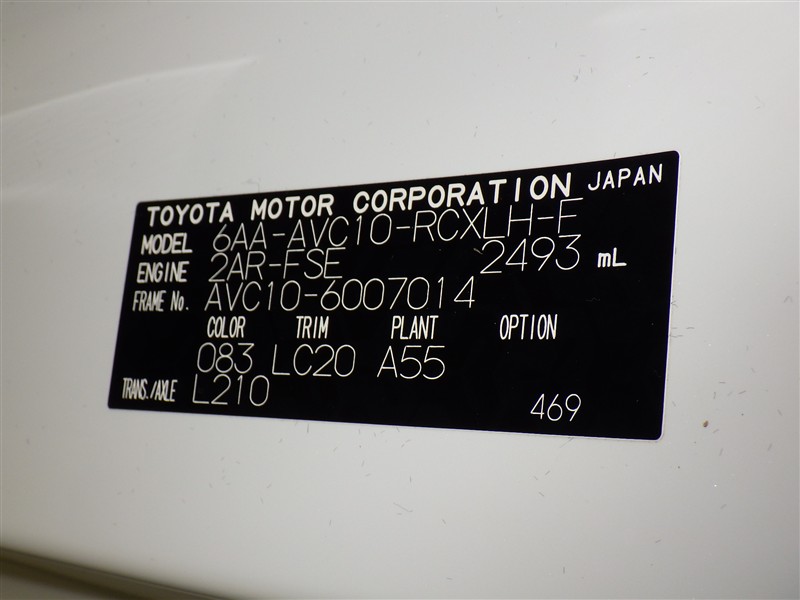 TOYOTA MOTOR CORPORATION JAPAN
MODEL 6AA-AVC10-RCXLH-F
ENGINE 2AR-FSE 2493 mL
FRAME No. AVC10-6007014
COLOR TRIM PLANT OPTION
083 LC20 A55
TRANS./AXLE L210
469